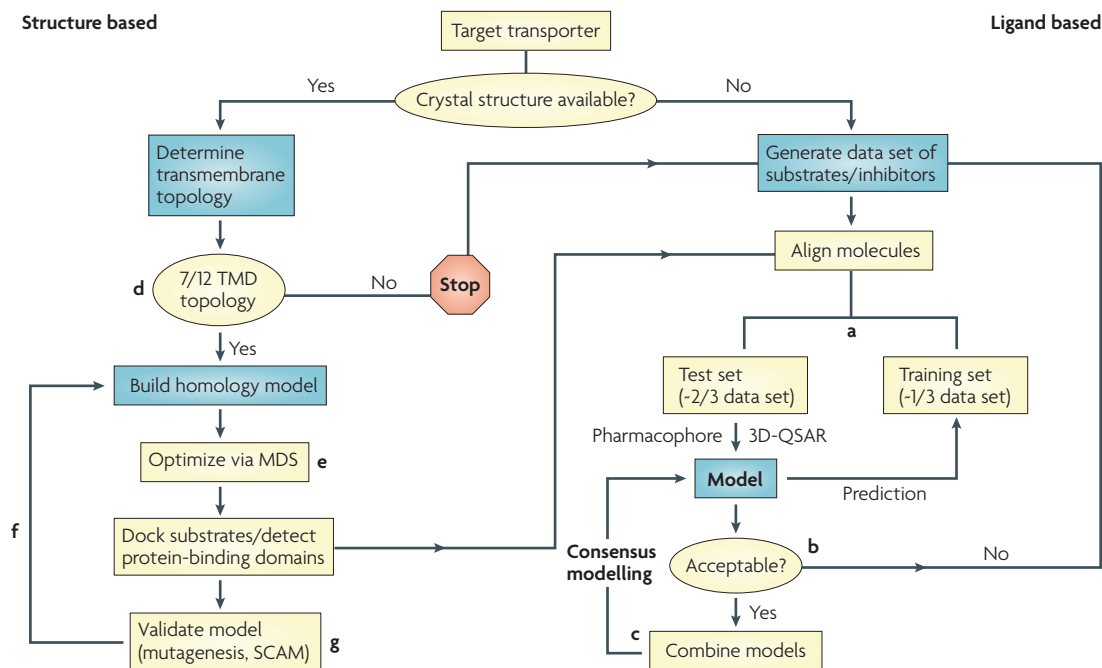 Structure based
Ligand based
Target transporter
Yes
Crystal structure available?
No
Determine
transmembrane
topology
Generate data set of
substrates/inhibitors
Align molecules
d
7/12 TMD
topology
No
Stop
a
Yes
Build homology model
Test set
(~2/3 data set)
Training set
(~1/3 data set)
Pharmacophore
3D-QSAR
Optimize via MDS
e
Model
Prediction
f
Dock substrates/detect
protein-binding domains
Consensus
modelling
b
Acceptable?
No
Yes
Validate model
(mutagenesis, SCAM)
g
c
Combine models